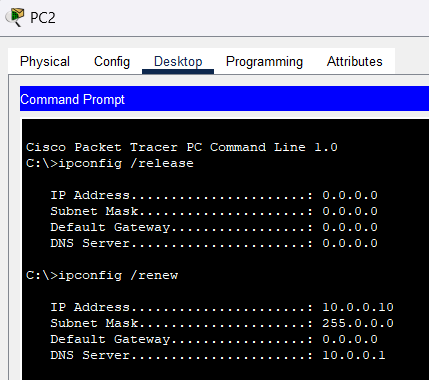 PC2
Physical Config Desktop Programming Attributes
Command Prompt
Cisco Packet Tracer PC Command Line 1.0
C:\>ipconfig /release
IP Address......................: 0.0.0.0
Subnet Mask.....................: 0.0.0.0
Default Gateway.................: 0.0.0.0
DNS Server......................: 0.0.0.0
C:\>ipconfig /renew
IP Address......................: 10.0.0.10
Subnet Mask.....................: 255.0.0.0
Default Gateway.................: 0.0.0.0
DNS Server......................: 10.0.0.1